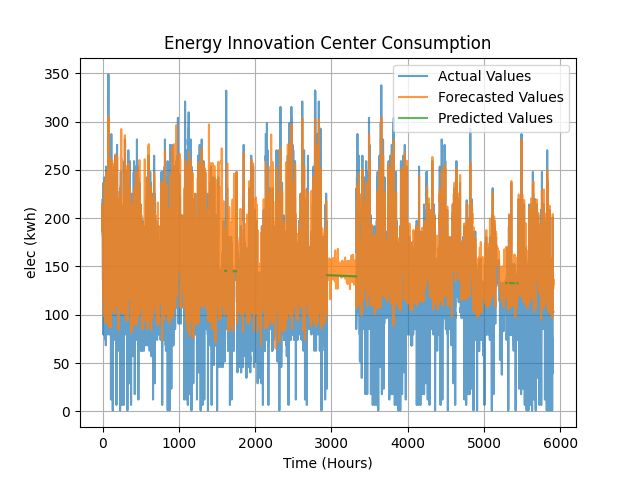 Energy Innovation Center Consumption
Actual Values
Forecasted Values
Predicted Values
elec (kwh)
350
300
250
200
150
100
50
0
0 1000 2000 3000 4000 5000 6000
Time (Hours)